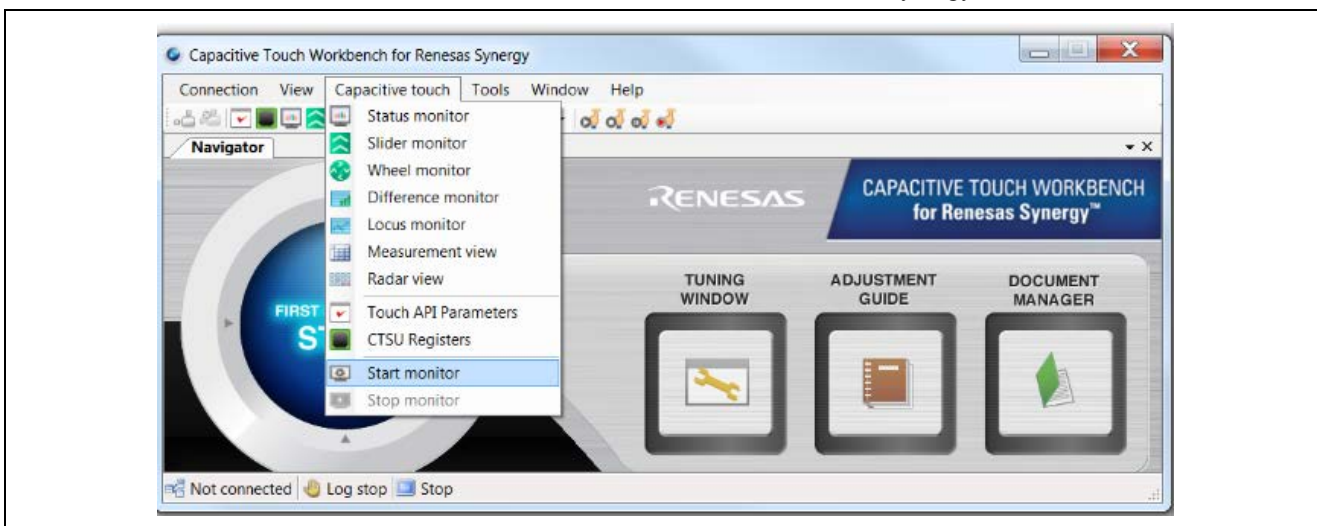 Capacitive Touch Workbench for Renesas Synergy
Connection View Capacitive touch Tools Window Help
Navigator
Status monitor
Slider monitor
Wheel monitor
Difference monitor
Locus monitor
Measurement view
Radar view
Touch API Parameters
CTSU Registers
Start monitor
Stop monitor
FIRST
RENESAS
CAPACITIVE TOUCH WORKBENCH
for Renesas Synergy™
TUNING
WINDOW
ADJUSTMENT
GUIDE
DOCUMENT
MANAGER
Not connected Log stop Stop